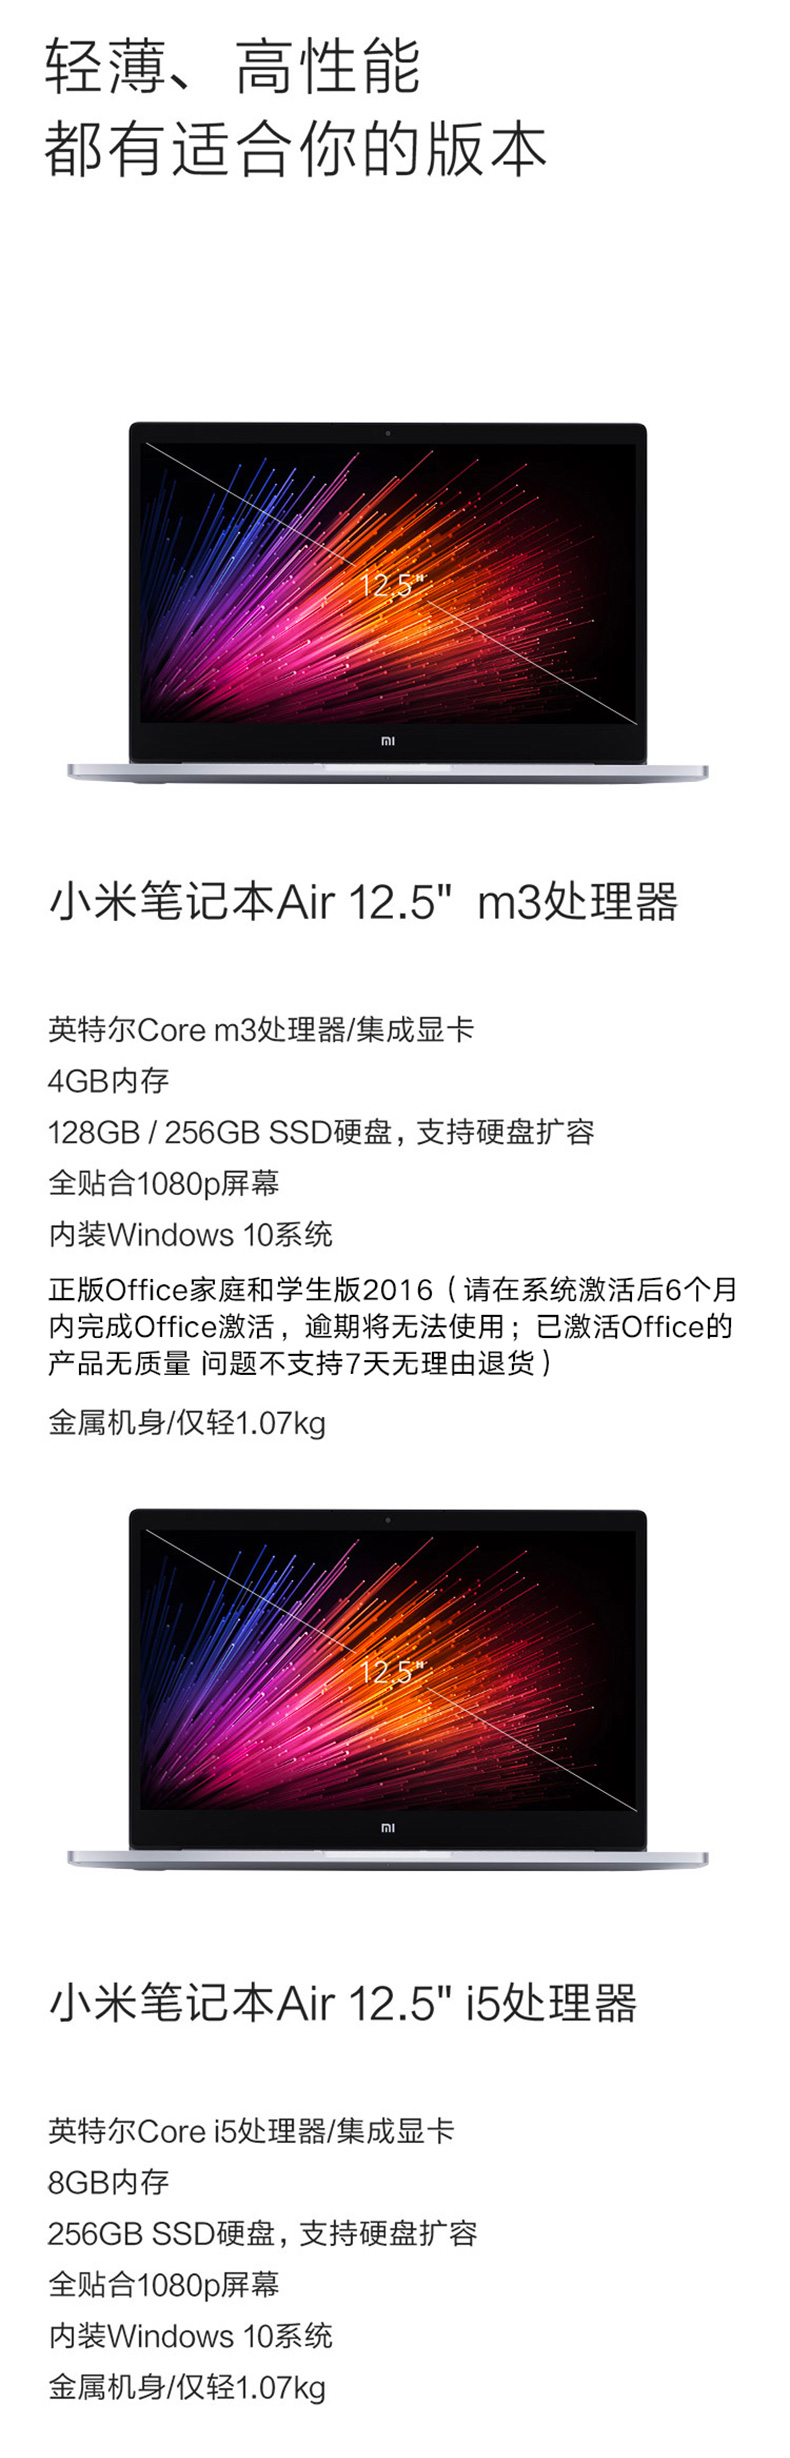 轻薄、高性能
都有适合你的版本
12.5"
mi
小米笔记本Air 12.5"  m3处理器
英特尔Core m3处理器/集成显卡
4GB内存
128GB / 256GB SSD硬盘，支持硬盘扩容
全贴合1080p屏幕
内装Windows 10系统
正版Office家庭和学生版2016（请在系统激活后6个月
内完成Office激活，逾期将无法使用；已激活Office的
产品无质量 问题不支持7天无理由退货）
金属机身/仅轻1.07kg
12.5"
mi
小米笔记本Air 12.5" i5处理器
英特尔Core i5处理器/集成显卡
8GB内存
256GB SSD硬盘，支持硬盘扩容
全贴合1080p屏幕
内装Windows 10系统
金属机身/仅轻1.07kg